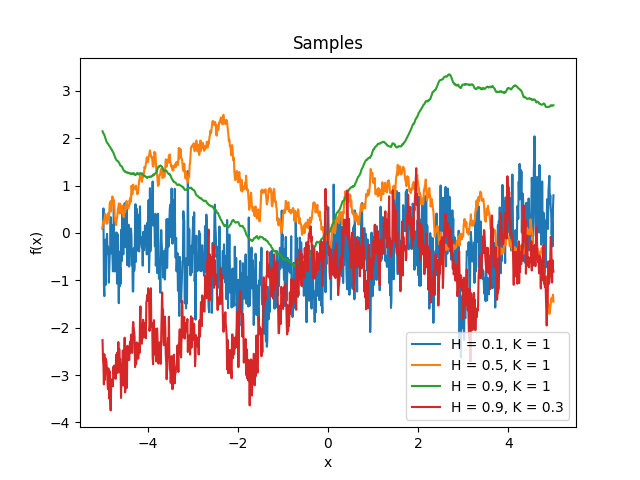 Samples
f(x)
3
2
1
0
−1
−2
−3
−4
−4
−2
0
2
4
x
H = 0.1, K = 1
H = 0.5, K = 1
H = 0.9, K = 1
H = 0.9, K = 0.3